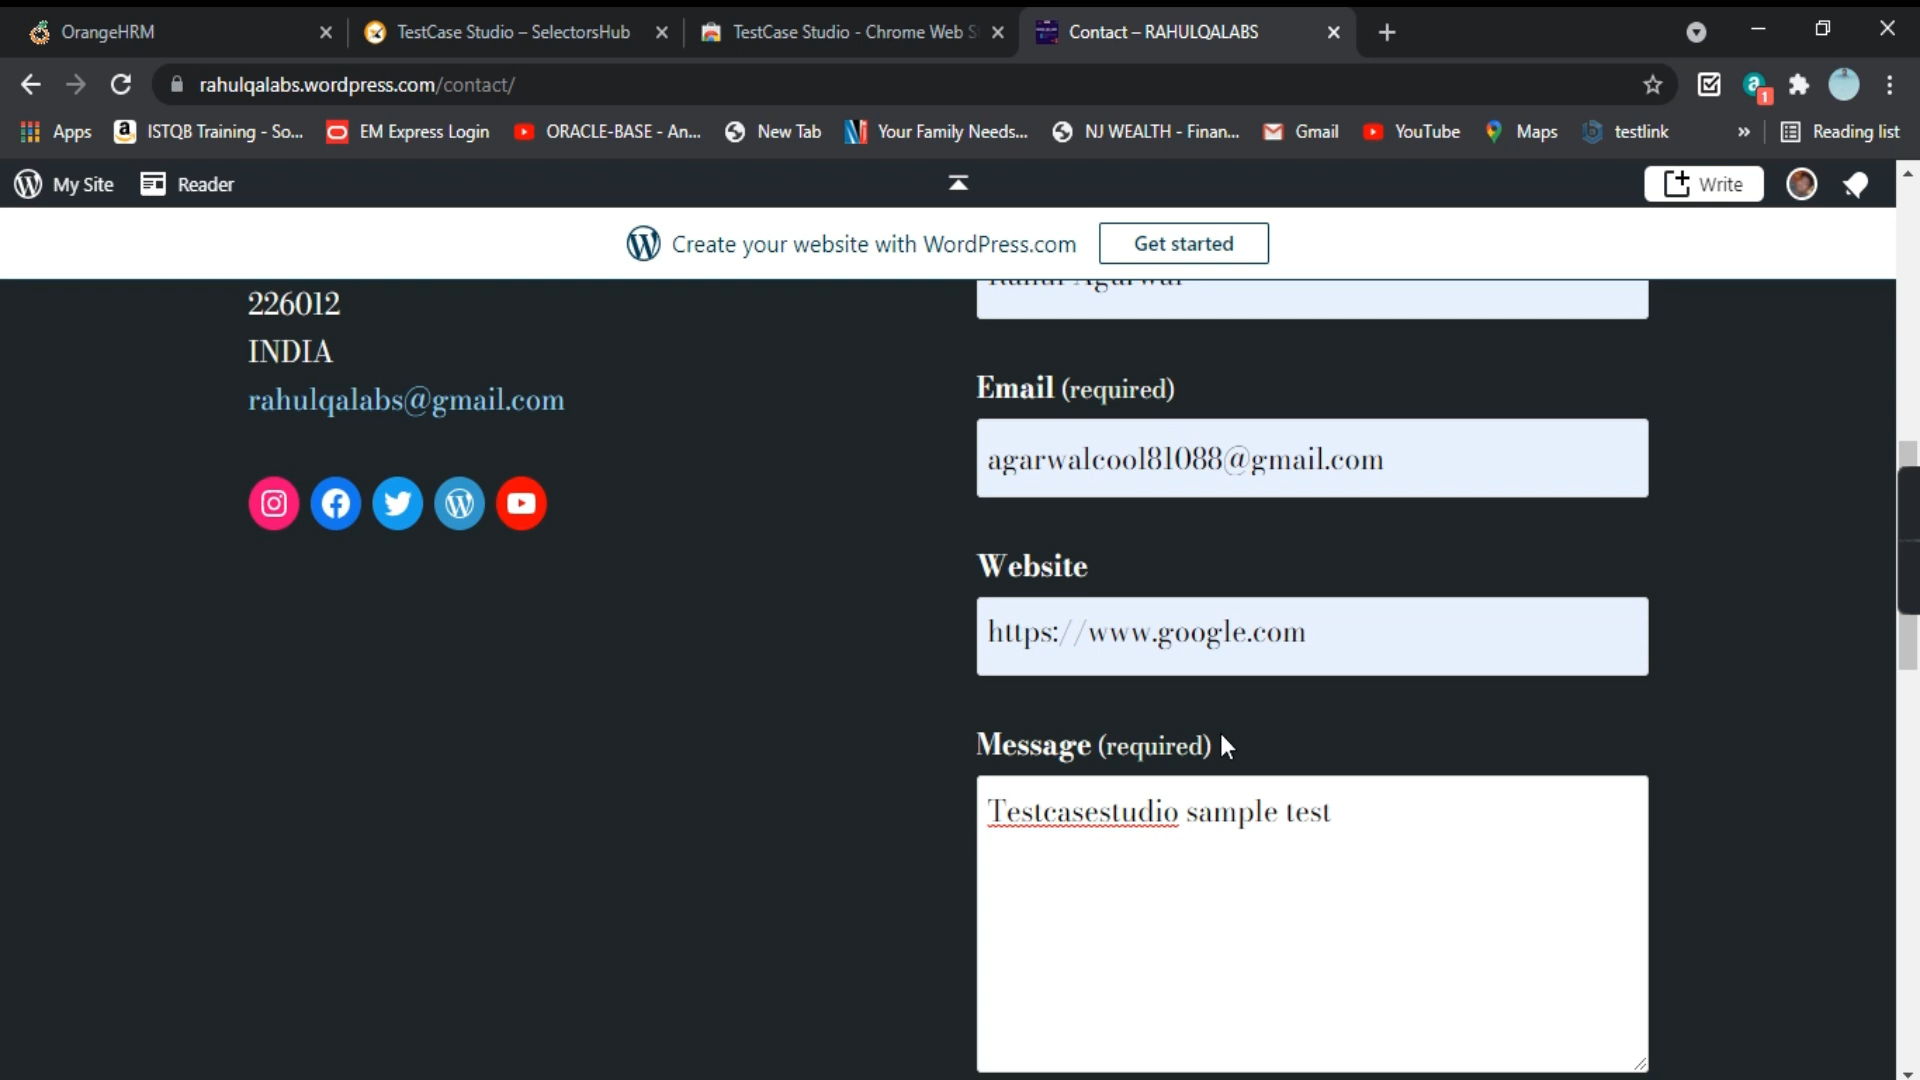 OrangeHRM
TestCase Studio – SelectorsHub
TestCase Studio - Chrome Web S
Contact – RAHULQALABS
rahulqalabs.wordpress.com/contact/
1
Apps
ISTQB Training - So...
EM Express Login
ORACLE-BASE - An...
New Tab
Your Family Needs...
NJ WEALTH - Finan...
Gmail
YouTube
Maps
testlink
»
Reading list
My Site
Reader
Write
Create your website with WordPress.com
Get started
226012
INDIA
rahulqalabs@gmail.com
Rahul Agarwal
Email (required)
agarwalcool81088@gmail.com
Website
https://www.google.com
Message (required)
Testcasestudio sample test